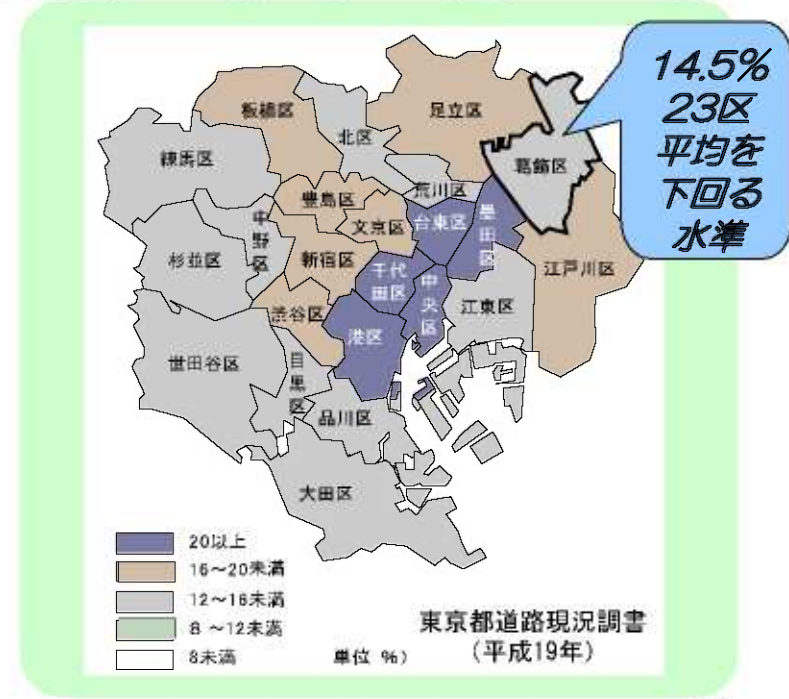 14.5%
23区
平均を
下回る
水準
板橋区
足立区
北区
葛飾区
練馬区
荒川区
豊島区
墨田区
台東区
文京区
中野区
杉並区
新宿区
千代
田区
江戸川区
中央区
江東区
渋谷区
港区
世田谷区
目黒区
品川区
大田区
20以上
16~20未満
12~16未満
8~12未満
8未満
単位 %)
東京都道路現況調書
(平成19年)